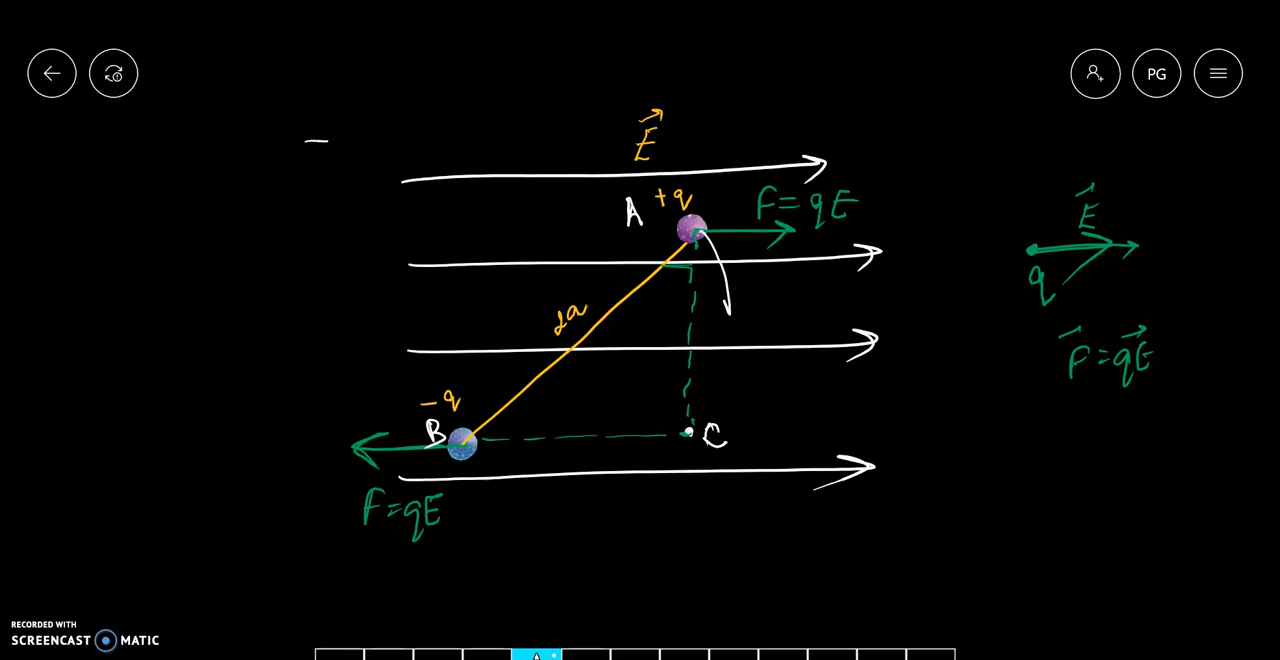 PG
E
A +q
F = qE
E
q
2a
F = qE
-q
B
C
F = qE
RECORDED WITH
SCREENCAST MATIC